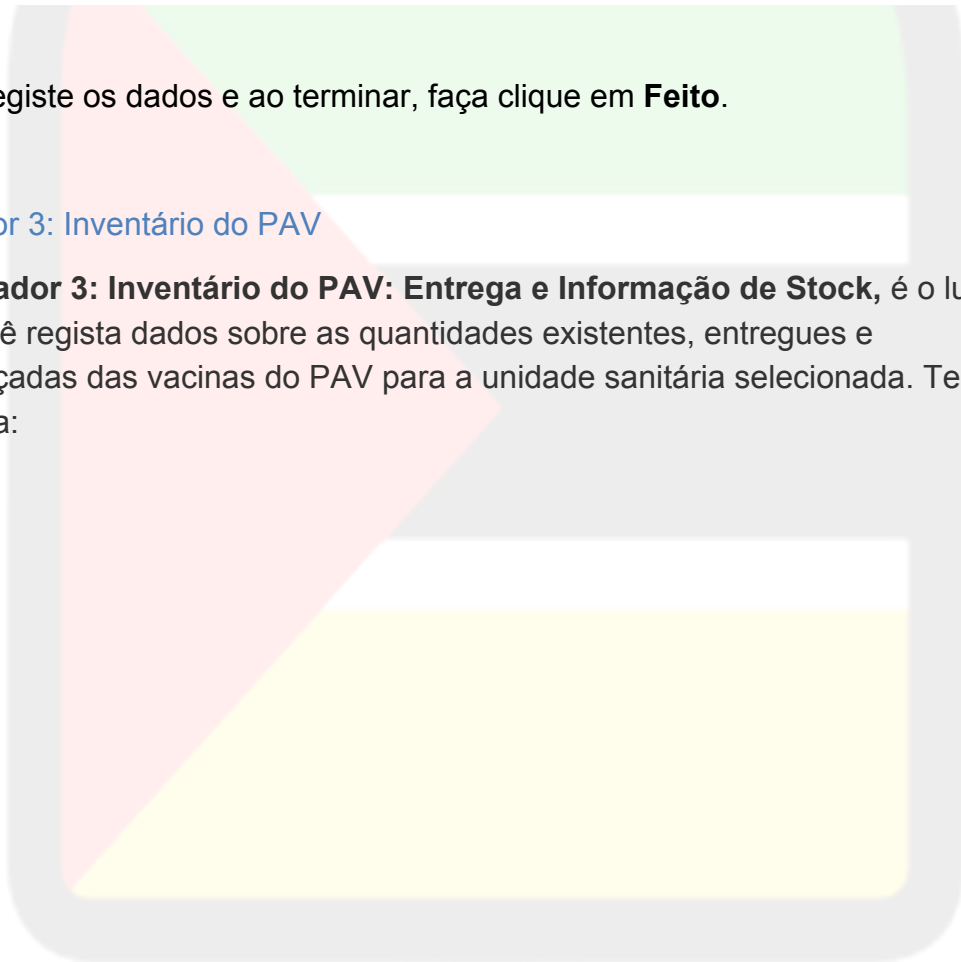 egiste os dados e ao terminar, faça clique em Feito.
or 3: Inventário do PAV
ador 3: Inventário do PAV: Entrega e Informação de Stock, é o lu
ê regista dados sobre as quantidades existentes, entregues e
çadas das vacinas do PAV para a unidade sanitária selecionada. Te
a: